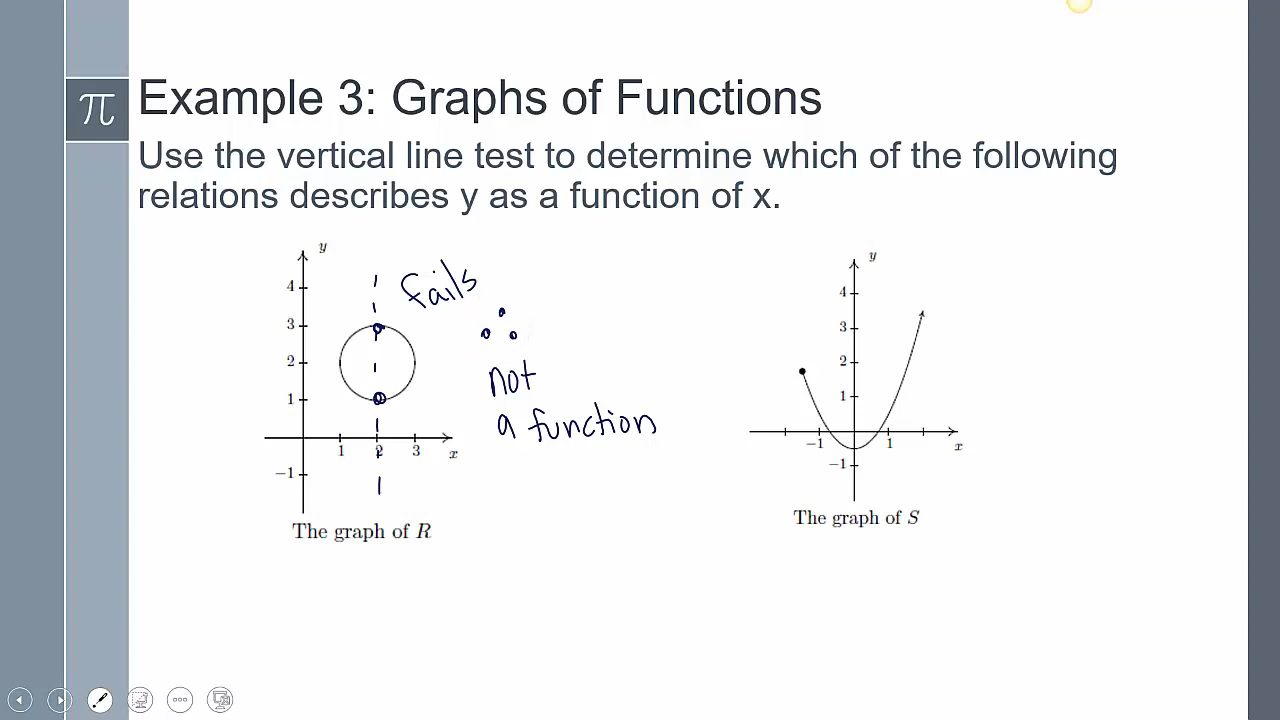 π
Example 3: Graphs of Functions
Use the vertical line test to determine which of the following
relations describes y as a function of x.
y
4
3
2
1
-1
1
2
3
x
fails
∴
not
a function
The graph of R
y
4
3
2
1
-1
-1
1
x
The graph of S